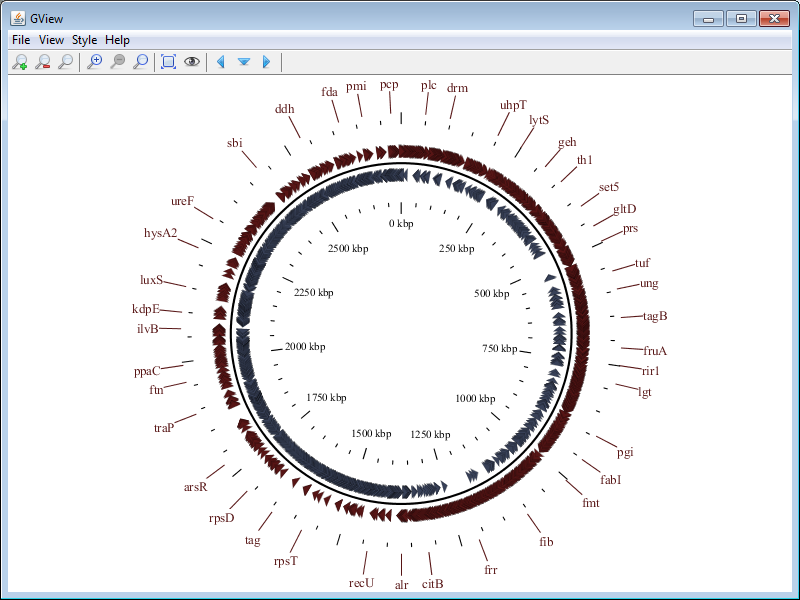 GView
File View Style Help
pcp
plc
drm
uhpT
lytS
geh
th1
set5
gltD
prs
tuf
ung
tagB
fruA
rir1
lgt
pgi
fabI
fmt
fib
frr
citB
alr
recU
rpsT
tag
rpsD
arsR
traP
ftn
ppaC
ilvB
kdpE
luxS
hysA2
ureF
sbi
ddh
fda
pmi
0 kbp
250 kbp
500 kbp
750 kbp
1000 kbp
1250 kbp
1500 kbp
1750 kbp
2000 kbp
2250 kbp
2500 kbp